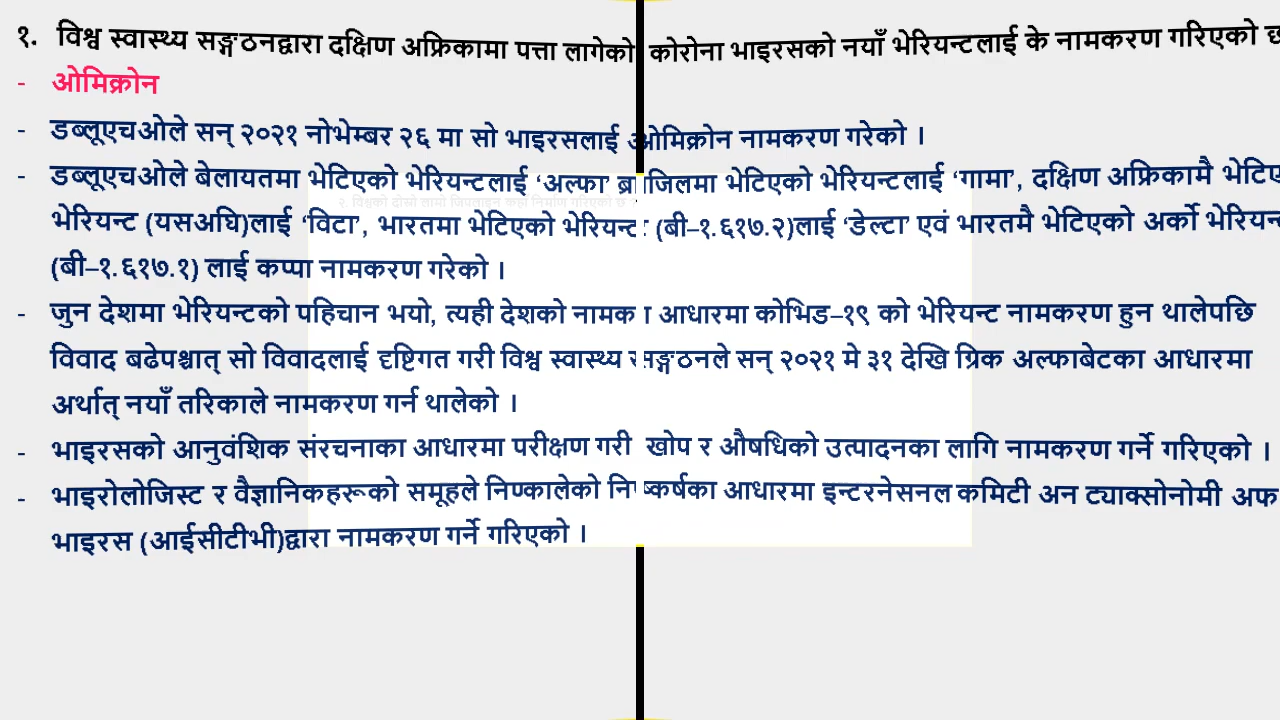 १. विश्व स्वास्थ्य सङ्गठनद्वारा दक्षिण अफ्रिकामा पत्ता लागेको कोरोना भाइरसको नयाँ भेरियन्टलाई के नामकरण गरिएको
- ओमिक्रोन
- डब्लूएचओले सन् २०२१ नोभेम्बर २६ मा सो भाइरसलाई ओमिक्रोन नामकरण गरेको ।
- डब्लूएचओले बेलायतमा भेटिएको भेरियन्टलाई ‘अल्फा’ ब्राजिलमा भेटिएको भेरियन्टलाई ‘गामा’, दक्षिण अफ्रिकामै
भेरियन्ट (यसअघि)लाई ‘विटा’, भारतमा भेटिएको भेरियन्ट (बी–१.६१७.२)लाई ‘डेल्टा’ एवं भारतमै भेटिएको अर्को
(बी–१.६१७.१) लाई कप्पा नामकरण गरेको ।
- जुन देशमा भेरियन्टको पहिचान भयो, त्यही देशको नामका आधारमा कोभिड–१९ को भेरियन्ट नामकरण हुन थालेपछि
विवाद बढेपश्चात् सो विवादलाई दृष्टिगत गरी विश्व स्वास्थ्य सङ्गठनले सन् २०२१ मे ३१ देखि ग्रिक अल्फाबेटका आधारमा
अर्थात् नयाँ तरिकाले नामकरण गर्न थालेको ।
- भाइरसको आनुवंशिक संरचनाका आधारमा परीक्षण गरी खोप र औषधिको उत्पादनका लागि नामकरण गर्ने गरिएको ।
- भाइरोलोजिस्ट र वैज्ञानिकहरूको समूहले निण्कालेको निष्कर्षका आधारमा इन्टरनेसनल कमिटी अन ट्याक्सोनोमी अफ
भाइरस (आईसीटीभी)द्वारा नामकरण गर्ने गरिएको ।